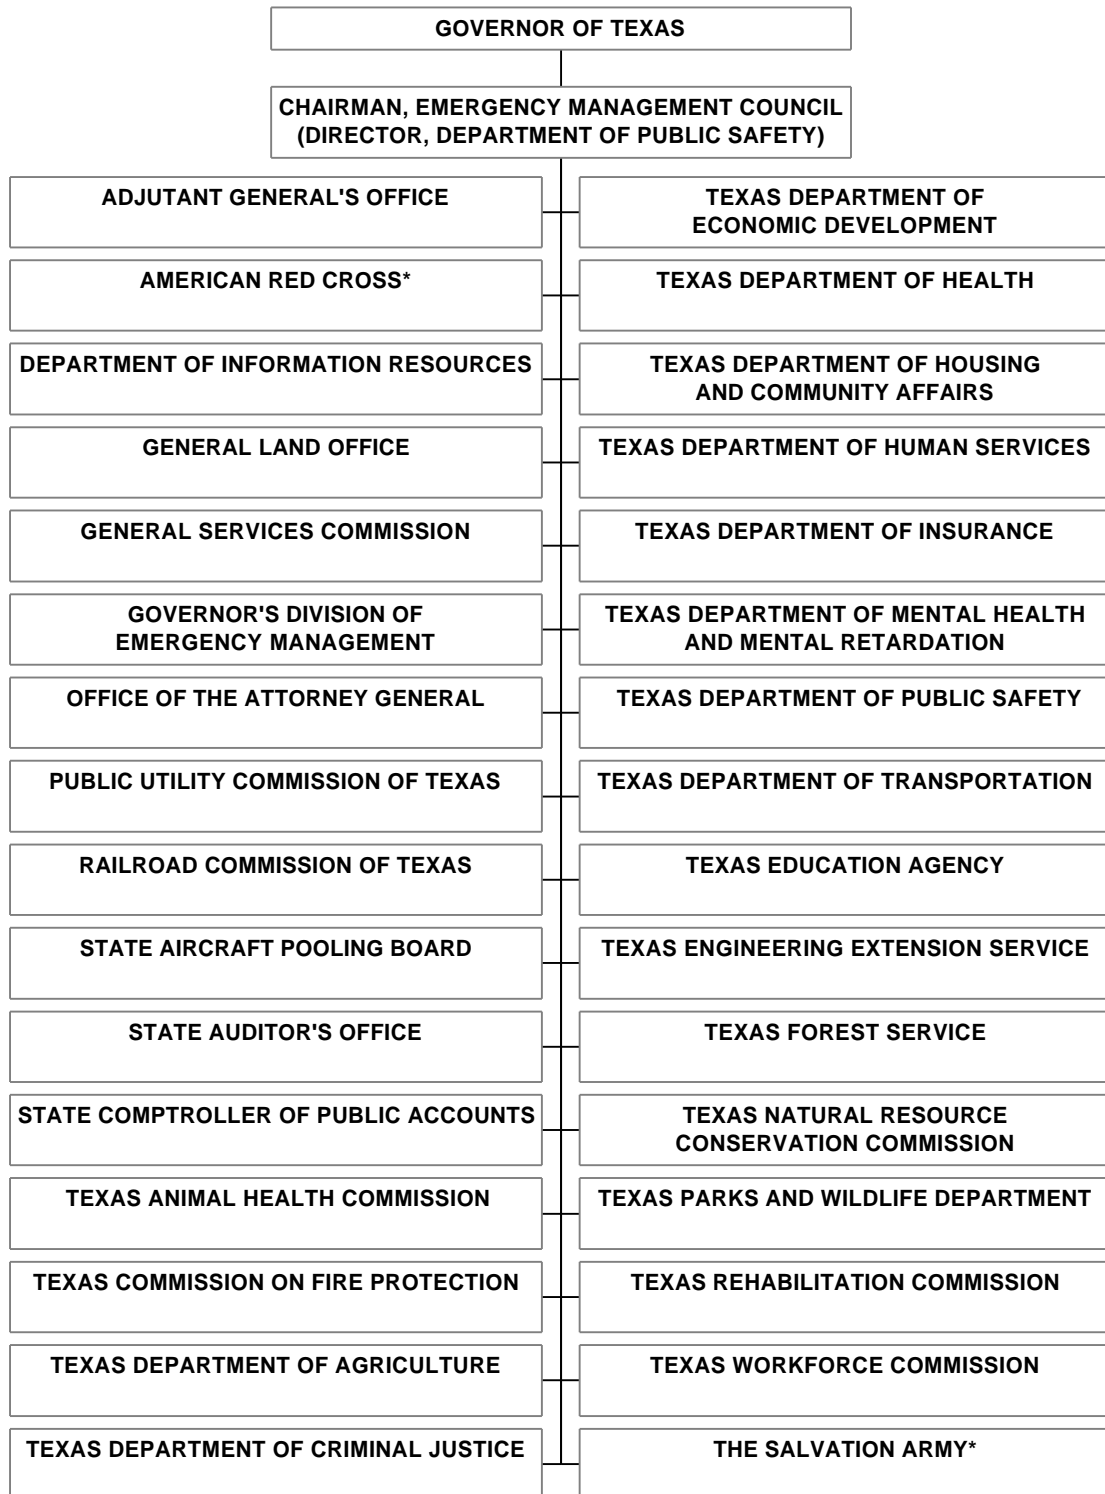 GOVERNOR OF TEXAS
CHAIRMAN, EMERGENCY MANAGEMENT COUNCIL
(DIRECTOR, DEPARTMENT OF PUBLIC SAFETY)
ADJUTANT GENERAL'S OFFICE
TEXAS DEPARTMENT OF
ECONOMIC DEVELOPMENT
AMERICAN RED CROSS*
TEXAS DEPARTMENT OF HEALTH
DEPARTMENT OF INFORMATION RESOURCES
TEXAS DEPARTMENT OF HOUSING
AND COMMUNITY AFFAIRS
GENERAL LAND OFFICE
TEXAS DEPARTMENT OF HUMAN SERVICES
GENERAL SERVICES COMMISSION
TEXAS DEPARTMENT OF INSURANCE
GOVERNOR'S DIVISION OF
EMERGENCY MANAGEMENT
TEXAS DEPARTMENT OF MENTAL HEALTH
AND MENTAL RETARDATION
OFFICE OF THE ATTORNEY GENERAL
TEXAS DEPARTMENT OF PUBLIC SAFETY
PUBLIC UTILITY COMMISSION OF TEXAS
TEXAS DEPARTMENT OF TRANSPORTATION
RAILROAD COMMISSION OF TEXAS
TEXAS EDUCATION AGENCY
STATE AIRCRAFT POOLING BOARD
TEXAS ENGINEERING EXTENSION SERVICE
STATE AUDITOR'S OFFICE
TEXAS FOREST SERVICE
STATE COMPTROLLER OF PUBLIC ACCOUNTS
TEXAS NATURAL RESOURCE
CONSERVATION COMMISSION
TEXAS ANIMAL HEALTH COMMISSION
TEXAS PARKS AND WILDLIFE DEPARTMENT
TEXAS COMMISSION ON FIRE PROTECTION
TEXAS REHABILITATION COMMISSION
TEXAS DEPARTMENT OF AGRICULTURE
TEXAS WORKFORCE COMMISSION
TEXAS DEPARTMENT OF CRIMINAL JUSTICE
THE SALVATION ARMY*